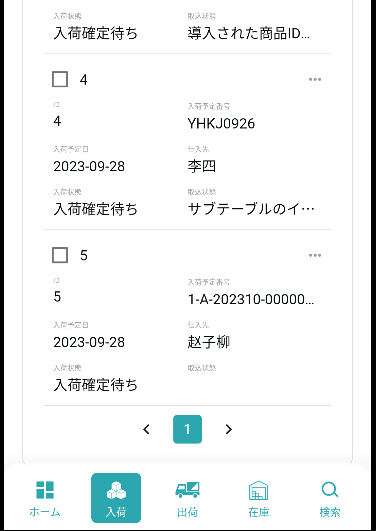 入荷状態 取込状態
入荷確定待ち 導入された商品ID...
4
ID 入荷予定番号
4 YHKJ0926
入荷予定日 仕入先
2023-09-28 李四
入荷状態 取込状態
入荷確定待ち サブテーブルのイ…
5
ID 入荷予定番号
5 1-A-202310-00000...
入荷予定日 仕入先
2023-09-28 赵子柳
入荷状態 取込状態
入荷確定待ち
1
ホーム 入荷 出荷 在庫 検索